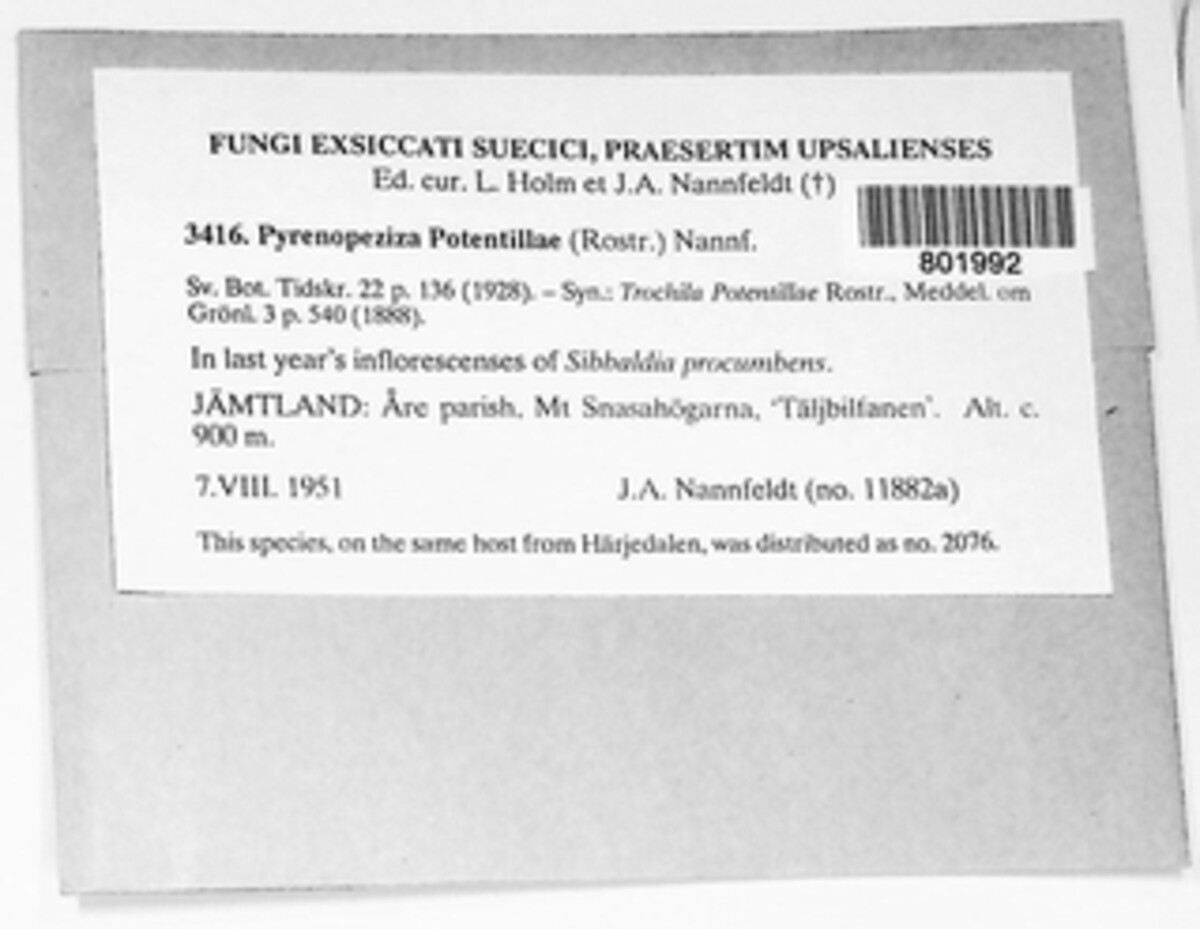 FUNGI EXSICCATI SUECICI, PRAESERTIM UPSALIENSES
Ed. cur. L. Holm et J.A. Nannfeldt (†)
801992
3416. Pyrenopeziza Potentillae (Rostr.) Nannf.
Sv. Bot. Tidskr. 22 p. 136 (1928). – Syn.: Trochila Potentillae Rostr., Meddel. om
Grönl. 3 p. 540 (1888).
In last year's inflorescenses of Sibbaldia procumbens.
JÄMTLAND: Åre parish, Mt Snasahögarna, 'Täljbilfanen'. Alt. c.
900 m.
7.VIII. 1951 J.A. Nannfeldt (no. 11882a)
This species, on the same host from Härjedalen, was distributed as no. 2076.